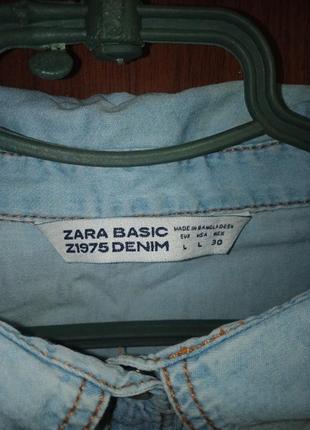 ZARA BASIC
Z1975 DENIM
MADE IN BANGLADESH
EUR USA MEX
L L 30